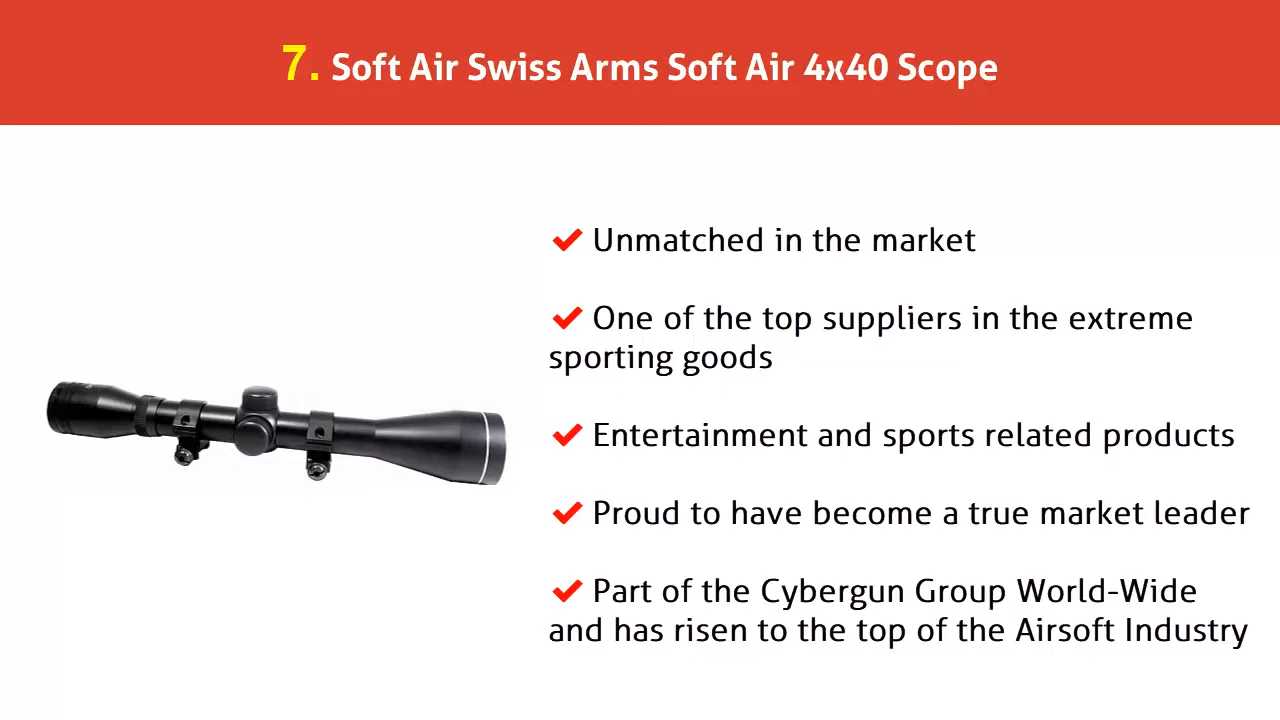 7. Soft Air Swiss Arms Soft Air 4x40 Scope
Unmatched in the market
One of the top suppliers in the extreme
sporting goods
Entertainment and sports related products
Proud to have become a true market leader
Part of the Cybergun Group World-Wide
and has risen to the top of the Airsoft Industry